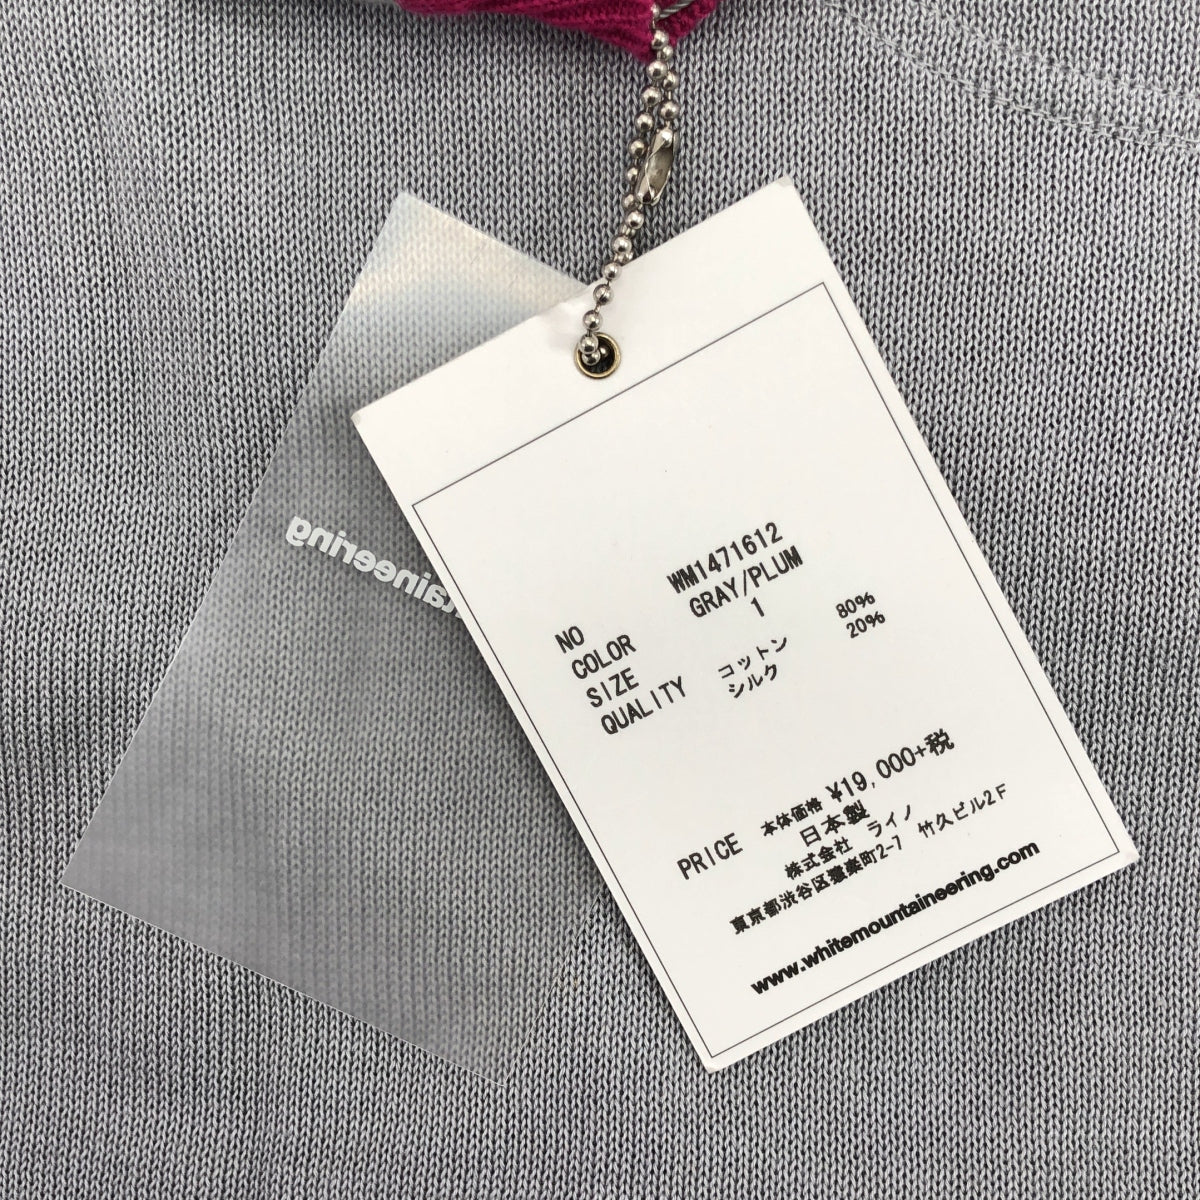 taineering
NO WM1471612
COLOR GRAY/PLUM
SIZE 1
QUALITY コットン 80%
シルク 20%
PRICE 本体価格 ¥19,000+税
日本製
株式会社 ライノ
東京都渋谷区猿楽町2-7 竹久ビル2F
www.whitemountaineering.com